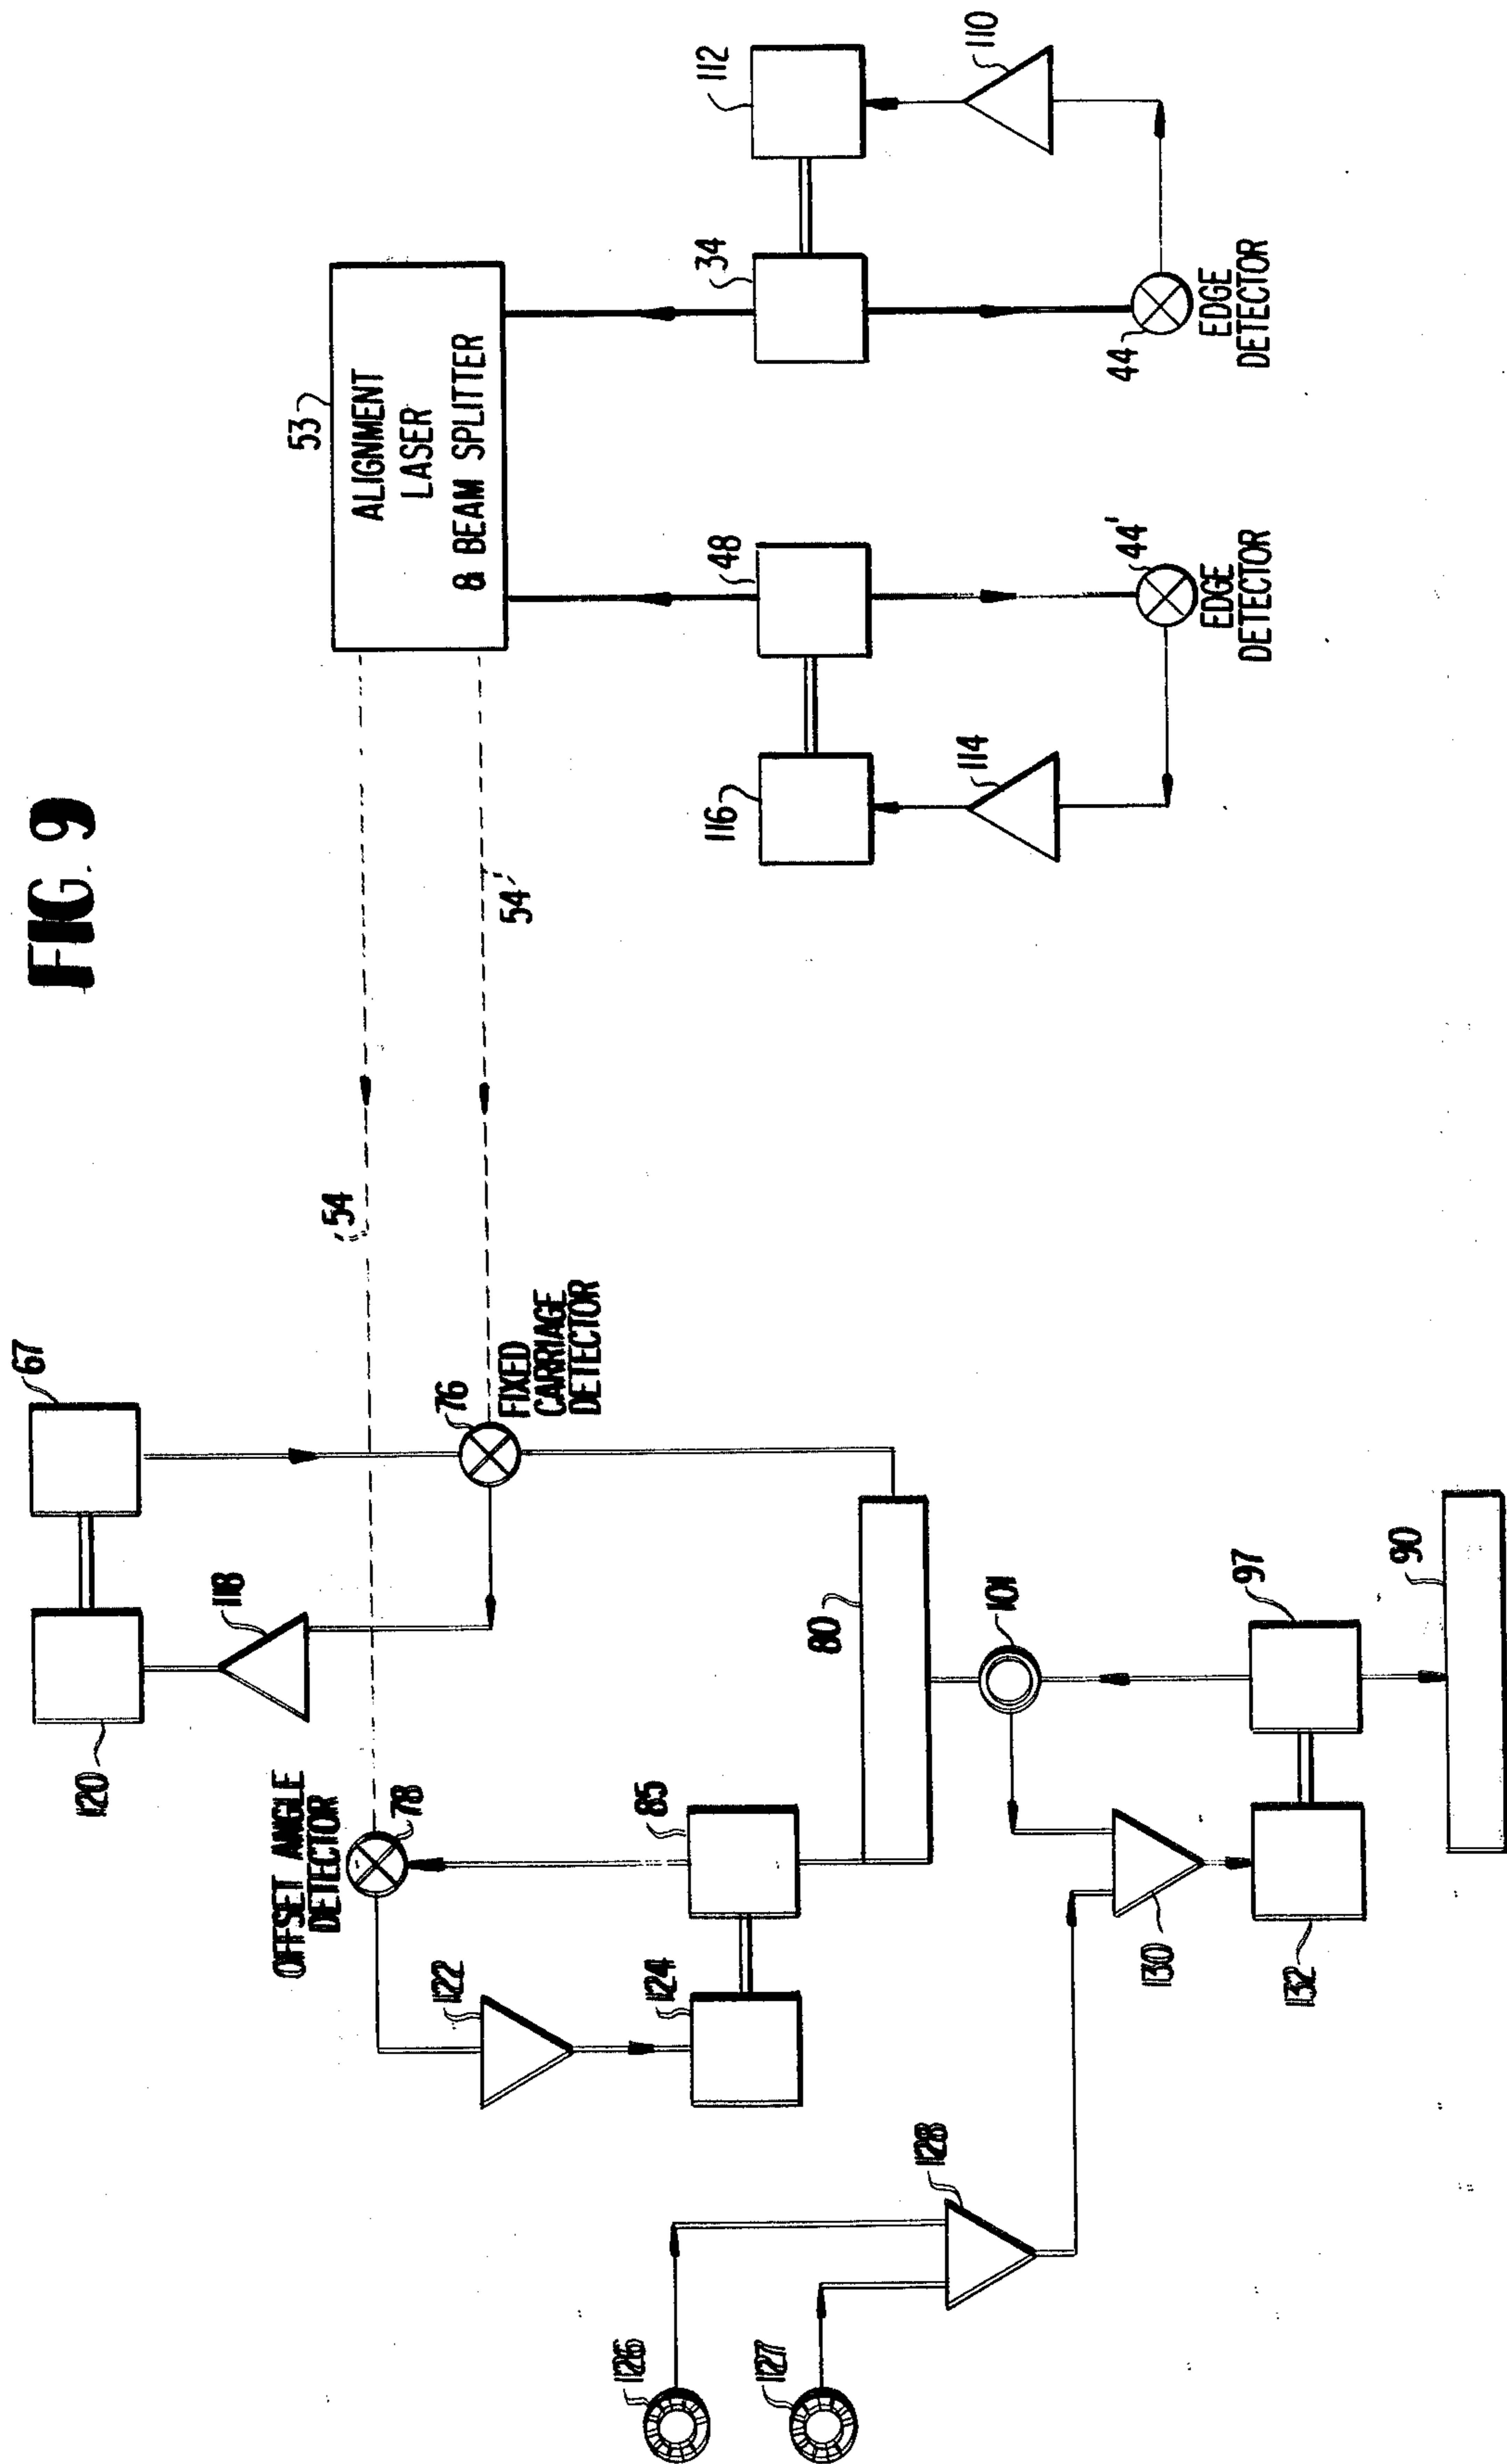 FIG. 9
67
120
118
OFFSET ANGLE
DETECTOR
78
54
53
ALIGNMENT
LASER
& BEAM SPLITTER
76
FIXED
CARRIAGE
DETECTOR
54'
122
85
124
126
127
128
80
116
48
34
112
114
110
101
44'
EDGE
DETECTOR
44
EDGE
DETECTOR
130
97
132
90